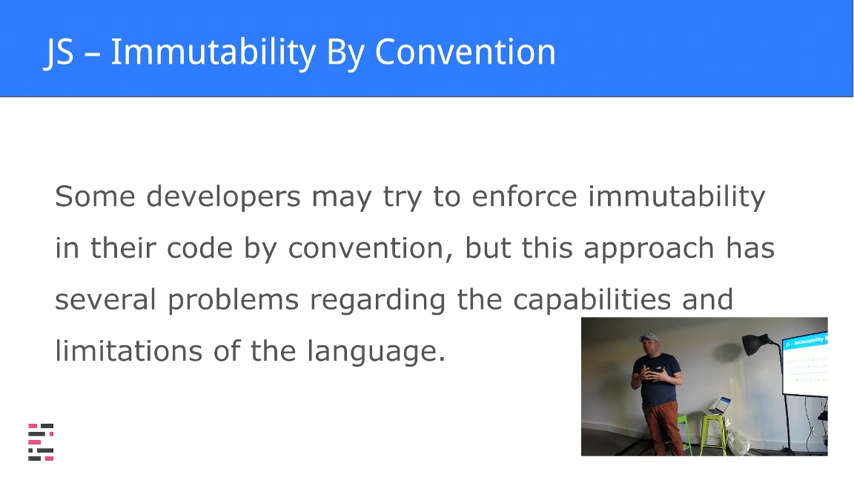 JS – Immutability By Convention
Some developers may try to enforce immutability
in their code by convention, but this approach has
several problems regarding the capabilities and
limitations of the language.